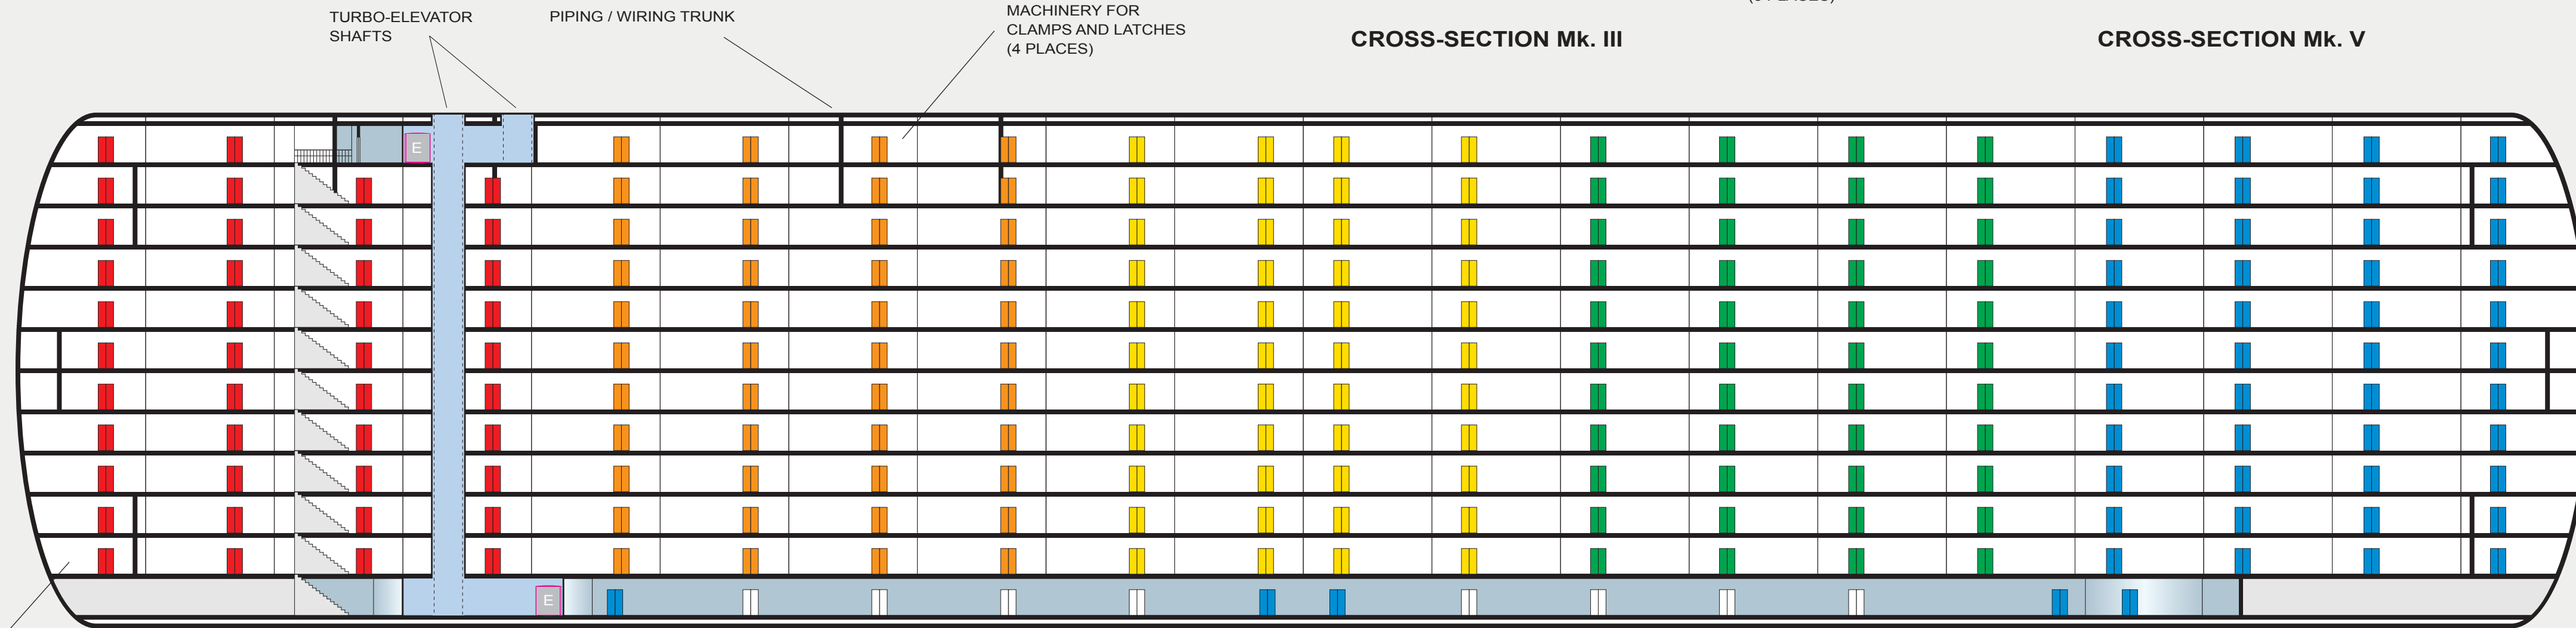 TURBO-ELEVATOR
SHAFTS
PIPING / WIRING TRUNK
MACHINERY FOR
CLAMPS AND LATCHES
(4 PLACES)
CROSS-SECTION Mk. III
CROSS-SECTION Mk. V
E
E